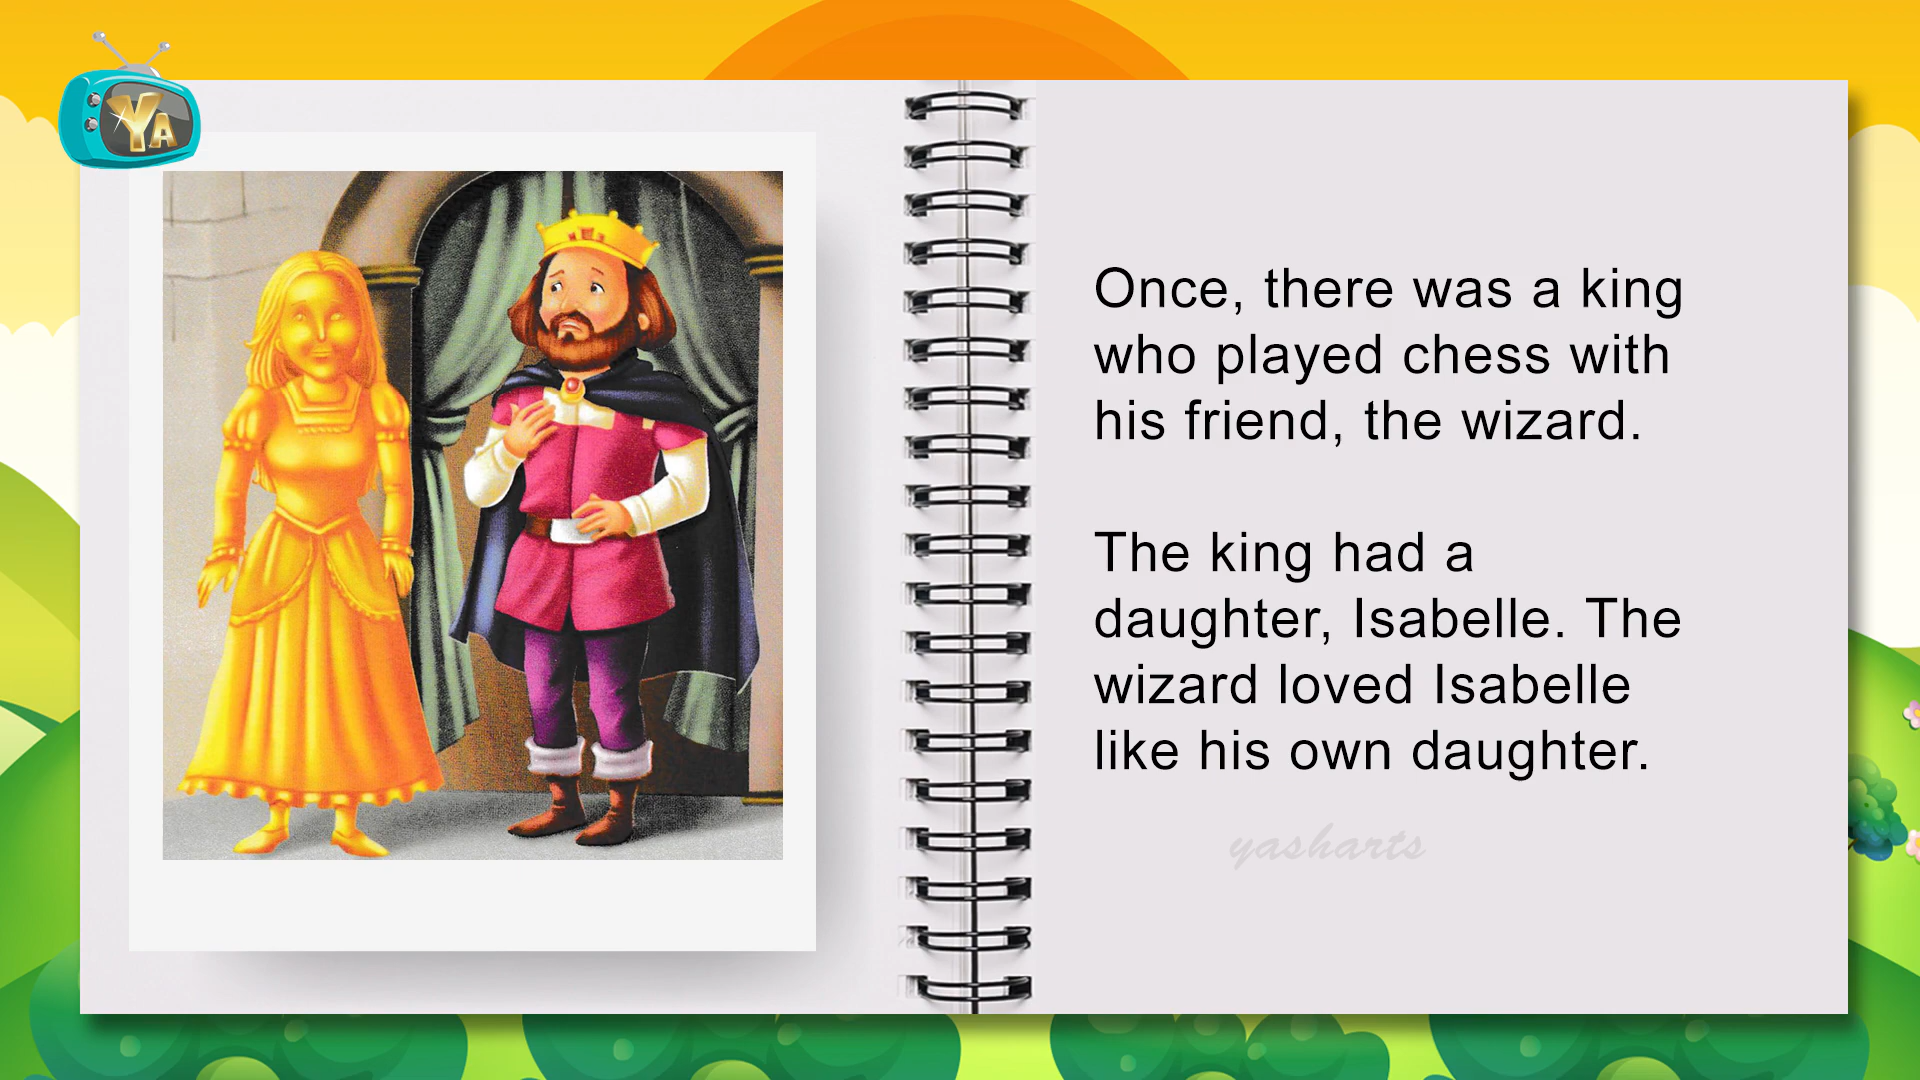 YA
Once, there was a king
who played chess with
his friend, the wizard.
The king had a
daughter, Isabelle. The
wizard loved Isabelle
like his own daughter.
yasharts